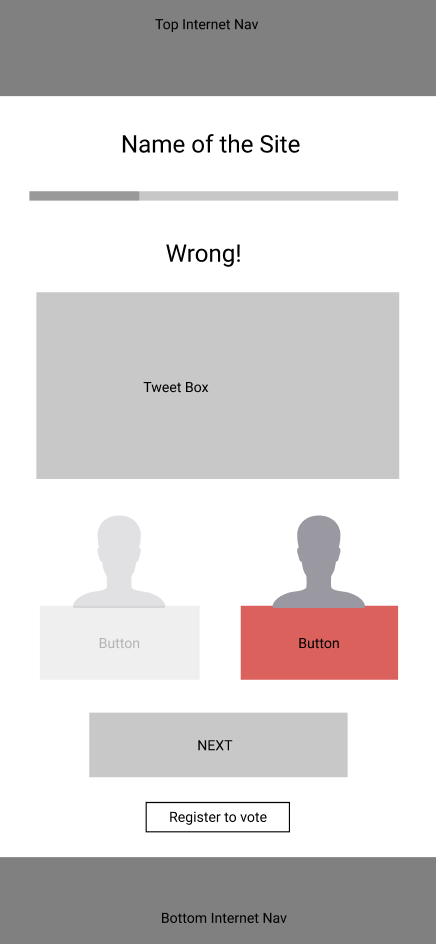 Top Internet Nav
Name of the Site
Wrong!
Tweet Box
Button
Button
NEXT
Register to vote
Bottom Internet Nav